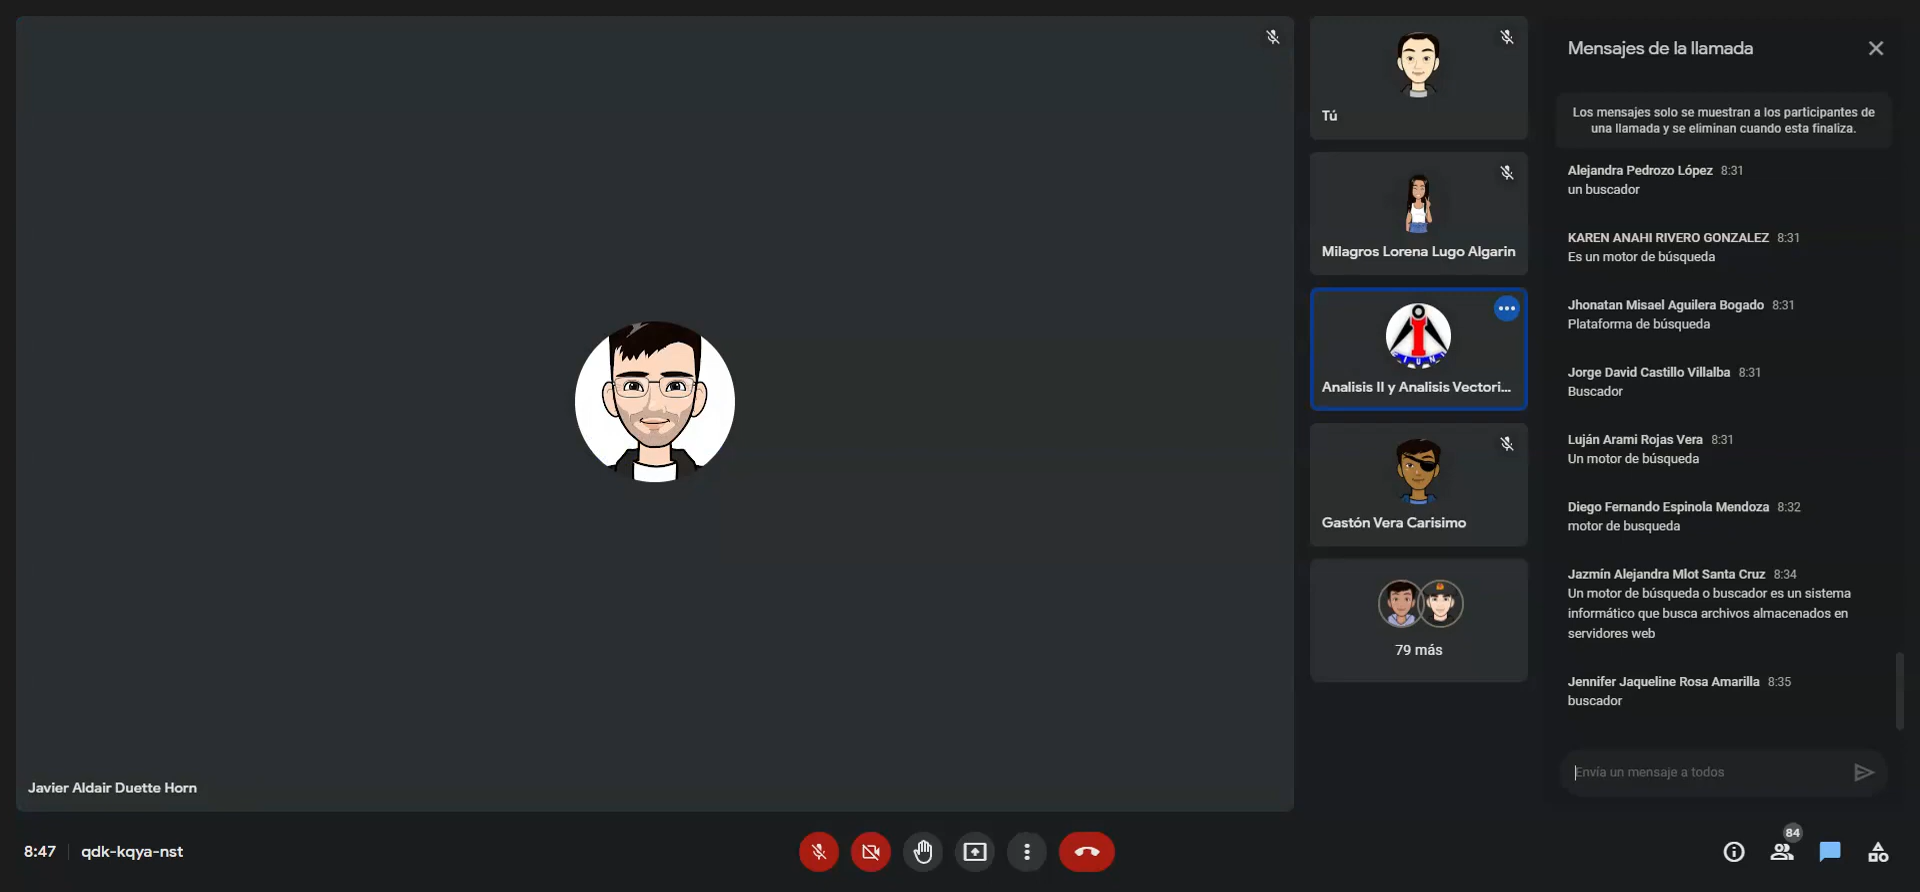 Javier Aldair Duette Horn
Tú
Milagros Lorena Lugo Algarin
Analisis II y Analisis Vectori...
Gastón Vera Carisimo
79 más
Mensajes de la llamada
Los mensajes solo se muestran a los participantes de
una llamada y se eliminan cuando esta finaliza.
Alejandra Pedrozo López 8:31
un buscador
KAREN ANAHI RIVERO GONZALEZ 8:31
Es un motor de búsqueda
Jhonatan Misael Aguilera Bogado 8:31
Plataforma de búsqueda
Jorge David Castillo Villalba 8:31
Buscador
Luján Arami Rojas Vera 8:31
Un motor de búsqueda
Diego Fernando Espinola Mendoza 8:32
motor de busqueda
Jazmín Alejandra Mlot Santa Cruz 8:34
Un motor de búsqueda o buscador es un sistema
informático que busca archivos almacenados en
servidores web
Jennifer Jaqueline Rosa Amarilla 8:35
buscador
Envía un mensaje a todos
8:47 qdk-kqya-nst
84